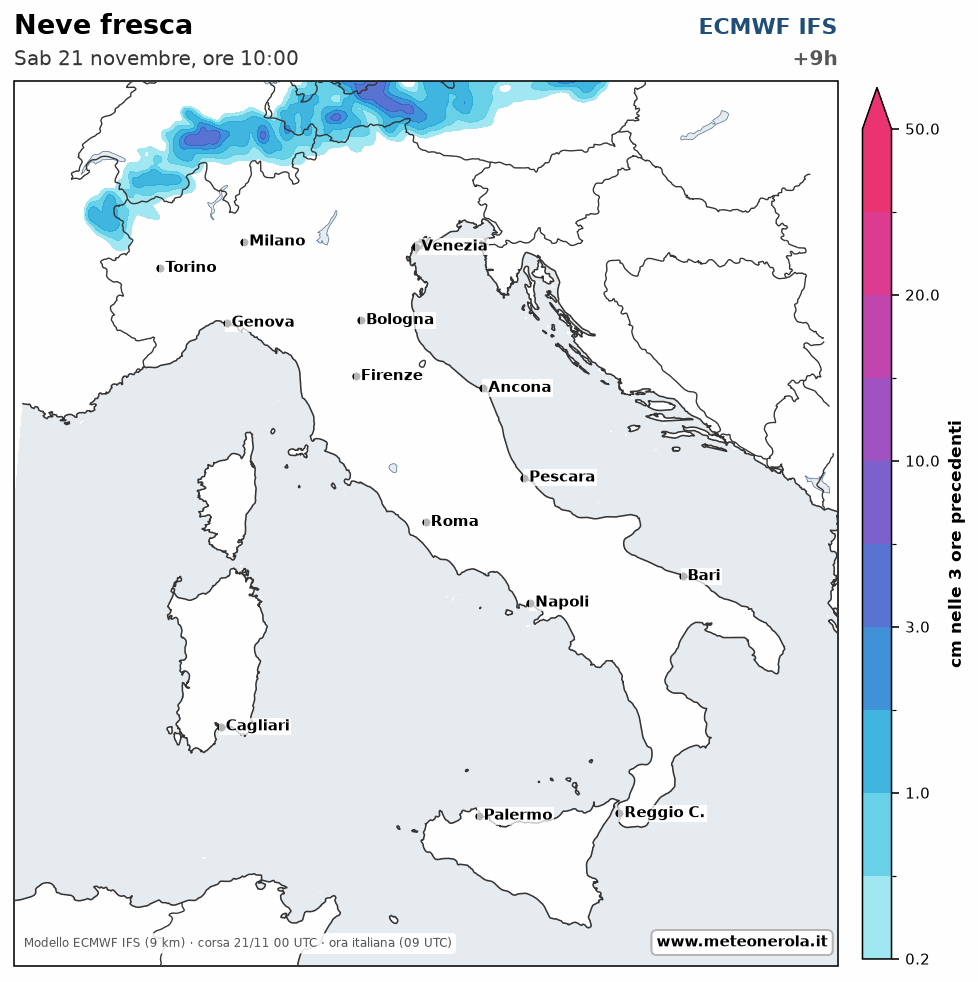 Neve fresca
ECMWF IFS
Sab 21 novembre, ore 10:00
+9h
50.0
20.0
10.0
3.0
1.0
0.2
cm nelle 3 ore precedenti
Milano
Venezia
Torino
Genova
Bologna
Firenze
Ancona
Pescara
Roma
Bari
Napoli
Cagliari
Palermo
Reggio C.
Modello ECMWF IFS (9 km) · corsa 21/11 00 UTC · ora italiana (09 UTC)
www.meteonerola.it